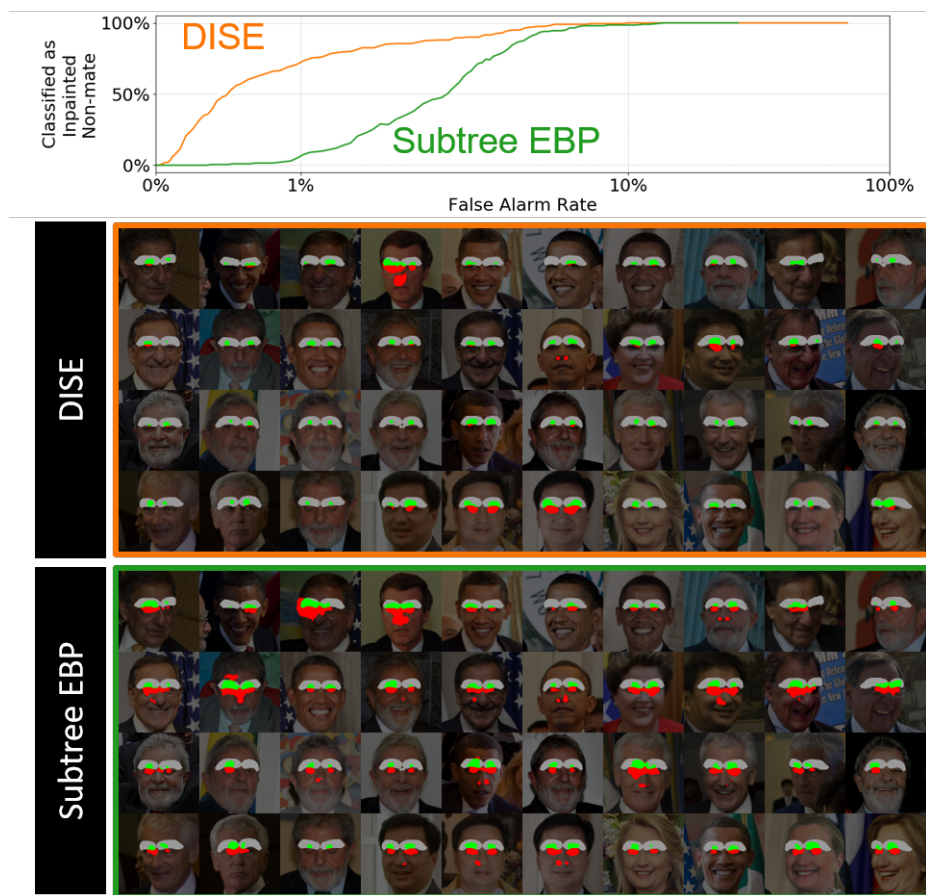 100%
DISE
Classified as
Inpainted
Non-mate
50%
Subtree EBP
0%
0%
1%
10%
100%
False Alarm Rate
DISE
Subtree EBP